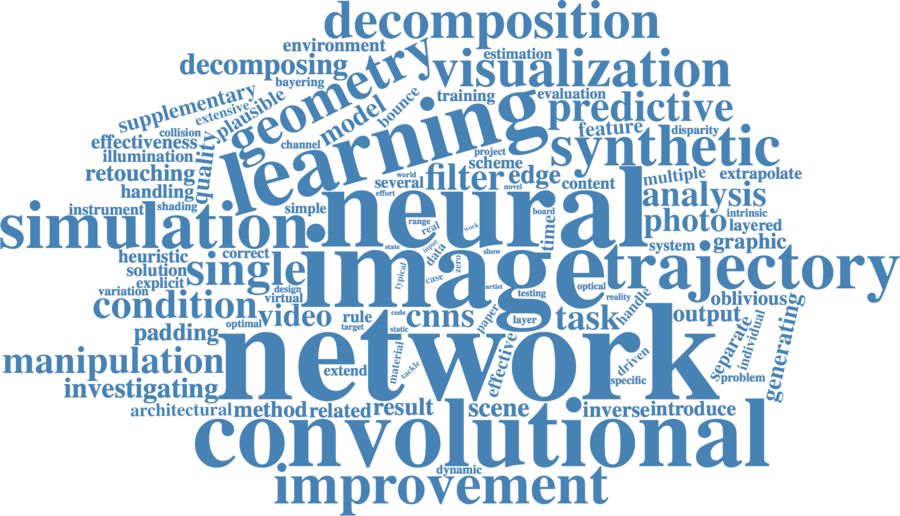 decomposition
environment
estimation
decomposing
geometry
visualization
bayering
supplementary
extensive
plausible
model
bounce
training
evaluation
predictive
collision
channel
learning
feature
disparity
effectiveness
illumination
quality
project
scheme
synthetic
retouching
world
several
filter
edge
novel
content
multiple
extrapolate
handling
effort
analysis
instrument
shading
simple
neural
range
real
work
board
timer
photo
intrinsic
layered
simulation.
state
input
show
system
graphic
heuristic
correct
data
solution
single
typical
case
zero
image
trajectory
explicit
design
artist
optical
variation
virtual
testing
reality
oblivious
condition
video
rule
code
cnns
paper
layer
task
handle
output
optimal
target
static
padding
network
separate
individual
generating
manipulation
material
effective
driven
extend
tackle
specific
problem
investigating
architectural
method
related
result
scene
inverse
introduce
convolutional
dynamic
improvement